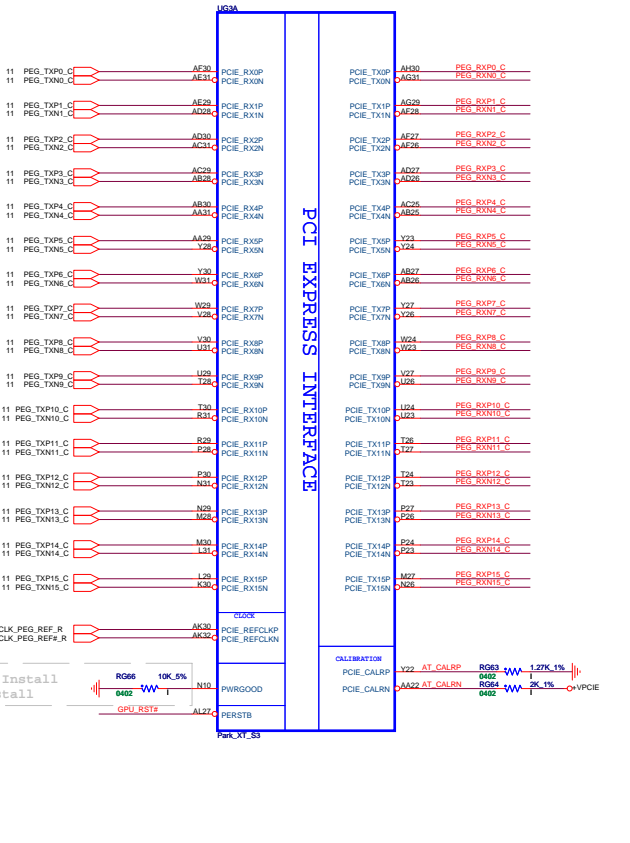 UG3A
11 PEG_TXP0_C AF30 PCIE_RX0P PCIE_TX0P AH30 PEG_RXP0_C
11 PEG_TXN0_C AE31 PCIE_RX0N PCIE_TX0N AG31 PEG_RXN0_C
11 PEG_TXP1_C AE29 PCIE_RX1P PCIE_TX1P AG29 PEG_RXP1_C
11 PEG_TXN1_C AD28 PCIE_RX1N PCIE_TX1N AF28 PEG_RXN1_C
11 PEG_TXP2_C AD30 PCIE_RX2P PCIE_TX2P AF27 PEG_RXP2_C
11 PEG_TXN2_C AC31 PCIE_RX2N PCIE_TX2N AF26 PEG_RXN2_C
11 PEG_TXP3_C AC29 PCIE_RX3P PCIE_TX3P AD27 PEG_RXP3_C
11 PEG_TXN3_C AB28 PCIE_RX3N PCIE_TX3N AD26 PEG_RXN3_C
11 PEG_TXP4_C AB30 PCIE_RX4P PCIE_TX4P AC25 PEG_RXP4_C
11 PEG_TXN4_C AA31 PCIE_RX4N PCIE_TX4N AB25 PEG_RXN4_C
11 PEG_TXP5_C AA29 PCIE_RX5P PCIE_TX5P Y23 PEG_RXP5_C
11 PEG_TXN5_C Y28 PCIE_RX5N PCIE_TX5N Y24 PEG_RXN5_C
11 PEG_TXP6_C Y30 PCIE_RX6P PCIE_TX6P AB27 PEG_RXP6_C
11 PEG_TXN6_C W31 PCIE_RX6N PCIE_TX6N AB26 PEG_RXN6_C
11 PEG_TXP7_C W29 PCIE_RX7P PCIE_TX7P Y27 PEG_RXP7_C
11 PEG_TXN7_C V28 PCIE_RX7N PCIE_TX7N Y26 PEG_RXN7_C
11 PEG_TXP8_C V30 PCIE_RX8P PCIE_TX8P W24 PEG_RXP8_C
11 PEG_TXN8_C U31 PCIE_RX8N PCIE_TX8N W23 PEG_RXN8_C
11 PEG_TXP9_C U29 PCIE_RX9P PCIE_TX9P V27 PEG_RXP9_C
11 PEG_TXN9_C T28 PCIE_RX9N PCIE_TX9N U26 PEG_RXN9_C
11 PEG_TXP10_C T30 PCIE_RX10P PCIE_TX10P U24 PEG_RXP10_C
11 PEG_TXN10_C R31 PCIE_RX10N PCIE_TX10N U23 PEG_RXN10_C
11 PEG_TXP11_C R29 PCIE_RX11P PCIE_TX11P T26 PEG_RXP11_C
11 PEG_TXN11_C P28 PCIE_RX11N PCIE_TX11N T27 PEG_RXN11_C
11 PEG_TXP12_C P30 PCIE_RX12P PCIE_TX12P T24 PEG_RXP12_C
11 PEG_TXN12_C N31 PCIE_RX12N PCIE_TX12N T23 PEG_RXN12_C
11 PEG_TXP13_C N29 PCIE_RX13P PCIE_TX13P P27 PEG_RXP13_C
11 PEG_TXN13_C M28 PCIE_RX13N PCIE_TX13N P26 PEG_RXN13_C
11 PEG_TXP14_C M30 PCIE_RX14P PCIE_TX14P P24 PEG_RXP14_C
11 PEG_TXN14_C L31 PCIE_RX14N PCIE_TX14N P23 PEG_RXN14_C
11 PEG_TXP15_C L29 PCIE_RX15P PCIE_TX15P M27 PEG_RXP15_C
11 PEG_TXN15_C K30 PCIE_RX15N PCIE_TX15N N26 PEG_RXN15_C
PCI EXPRESS INTERFACE
CLOCK
CLK_PEG_REF_R AK30 PCIE_REFCLKP
CLK_PEG_REF#_R AK32 PCIE_REFCLKN
CALIBRATION
PCIE_CALRP Y22 AT_CALRP RG63 1.27K_1%
0402 1
PCIE_CALRN AA22 AT_CALRN RG64 2K_1% +VPCIE
0402 1
Install
stall
RG66 10K_5%
0402 1
N10 PWRGOOD
GPU_RST# AL27 PERSTB
Park_XT_S3